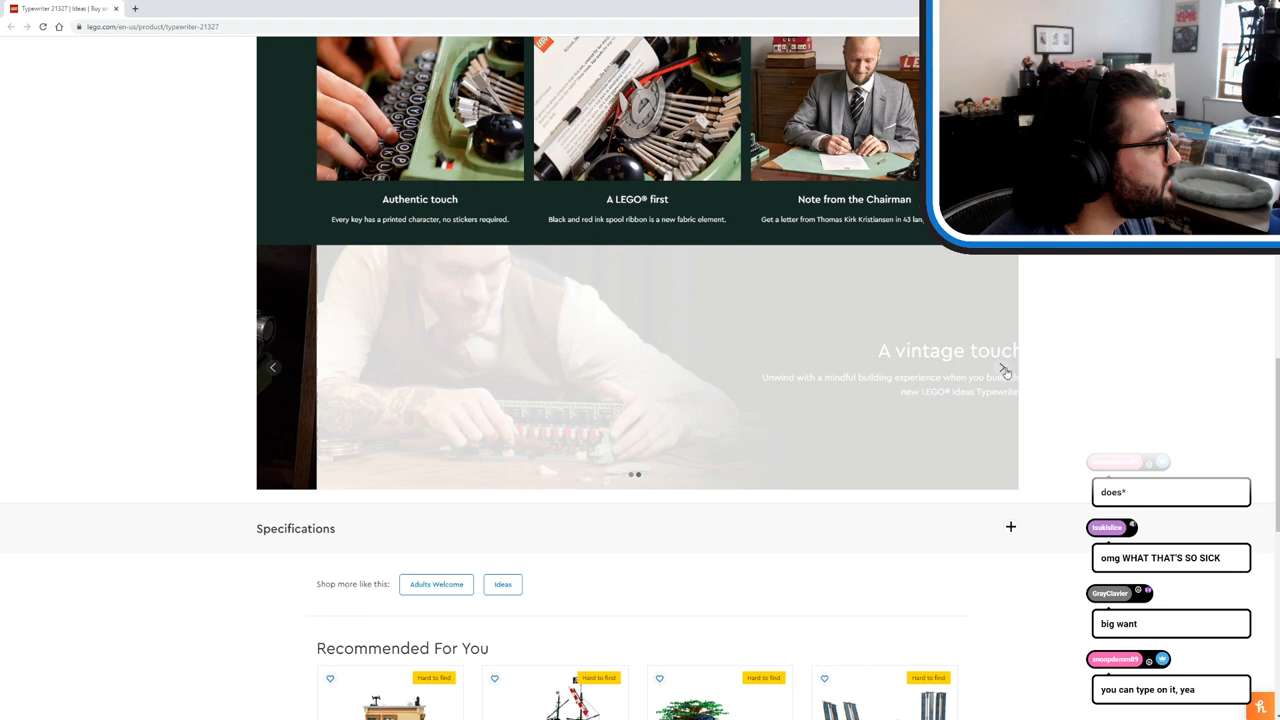 Typewriter 21327 | Ideas | Buy
lego.com/en-us/product/typewriter-21327
Authentic touch
Every key has a printed character, no stickers required.
A LEGO® first
Black and red ink spool ribbon is a new fabric element.
Note from the Chairman
Get a letter from Thomas Kirk Kristiansen in 43 lan
A vintage touch
Unwind with a mindful building experience when you build th
new LEGO® Ideas Typewrite
Specifications
Shop more like this:
Adults Welcome
Ideas
Recommended For You
Hard to find
Hard to find
Hard to find
Hard to find
does*
tsukislice
omg WHAT THAT'S SO SICK
GrayClavier
big want
snoopdomm89
you can type on it, yea